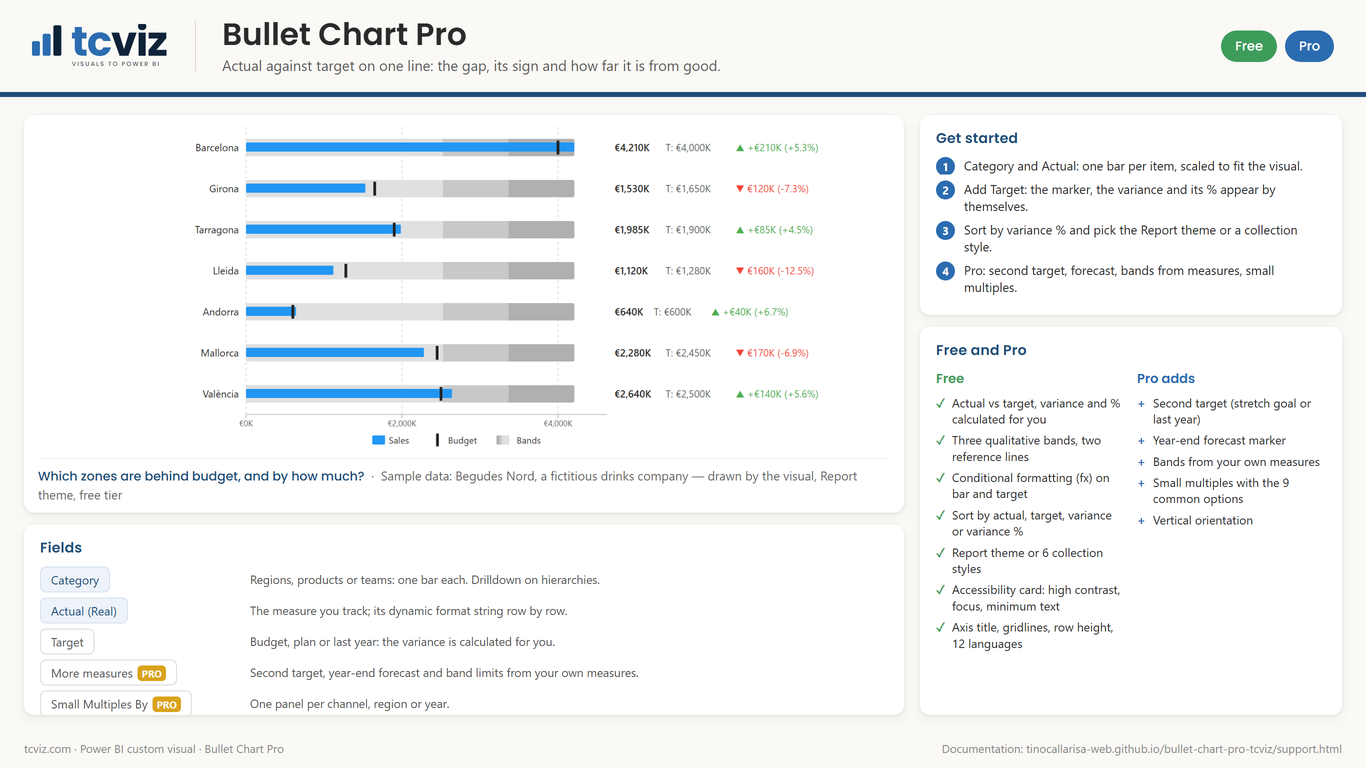 tcviz
VISUALS TO POWER BI
Bullet Chart Pro
Actual against target on one line: the gap, its sign and how far it is from good.
Free
Pro
Barcelona €4,210K T: €4,000K ▲ +€210K (+5.3%)
Girona €1,530K T: €1,650K ▼ €120K (-7.3%)
Tarragona €1,985K T: €1,900K ▲ +€85K (+4.5%)
Lleida €1,120K T: €1,280K ▼ €160K (-12.5%)
Andorra €640K T: €600K ▲ +€40K (+6.7%)
Mallorca €2,280K T: €2,450K ▼ €170K (-6.9%)
València €2,640K T: €2,500K ▲ +€140K (+5.6%)
€0K €2,000K €4,000K
Sales Budget Bands
Which zones are behind budget, and by how much? · Sample data: Begudes Nord, a fictitious drinks company — drawn by the visual, Report
theme, free tier
Fields
Category Regions, products or teams: one bar each. Drilldown on hierarchies.
Actual (Real) The measure you track; its dynamic format string row by row.
Target Budget, plan or last year: the variance is calculated for you.
More measures PRO Second target, year-end forecast and band limits from your own measures.
Small Multiples By PRO One panel per channel, region or year.
Get started
1 Category and Actual: one bar per item, scaled to fit the visual.
2 Add Target: the marker, the variance and its % appear by
themselves.
3 Sort by variance % and pick the Report theme or a collection
style.
4 Pro: second target, forecast, bands from measures, small
multiples.
Free and Pro
Free
✓ Actual vs target, variance and %
calculated for you
✓ Three qualitative bands, two
reference lines
✓ Conditional formatting (fx) on
bar and target
✓ Sort by actual, target, variance
or variance %
✓ Report theme or 6 collection
styles
✓ Accessibility card: high contrast,
focus, minimum text
✓ Axis title, gridlines, row height,
12 languages
Pro adds
+ Second target (stretch goal or
last year)
+ Year-end forecast marker
+ Bands from your own measures
+ Small multiples with the 9
common options
+ Vertical orientation
tcviz.com · Power BI custom visual · Bullet Chart Pro
Documentation: tinocallarisa-web.github.io/bullet-chart-pro-tcviz/support.html